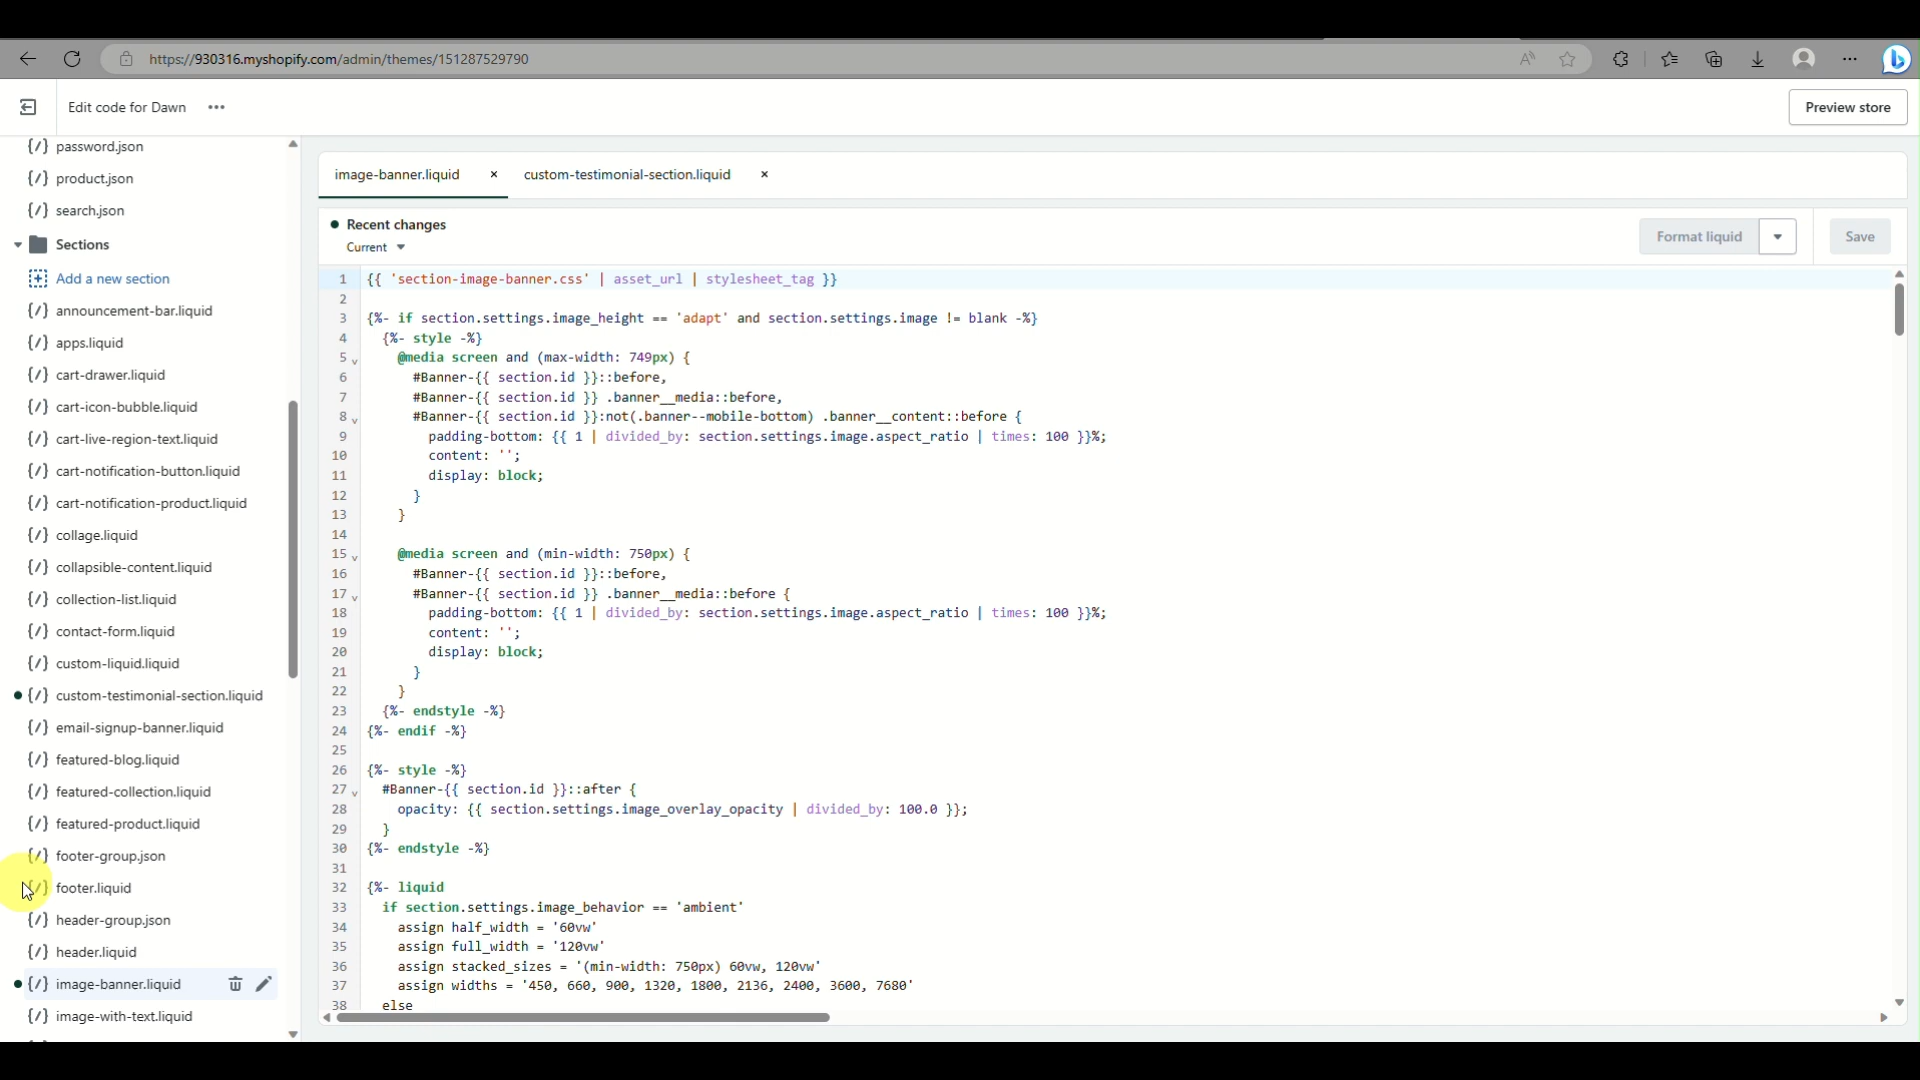 https://930316.myshopify.com/admin/themes/151287529790
Edit code for Dawn
Preview store
{/} password.json
{/} product.json
{/} search.json
Sections
Add a new section
{/} announcement-bar.liquid
{/} apps.liquid
{/} cart-drawer.liquid
{/} cart-icon-bubble.liquid
{/} cart-live-region-text.liquid
{/} cart-notification-button.liquid
{/} cart-notification-product.liquid
{/} collage.liquid
{/} collapsible-content.liquid
{/} collection-list.liquid
{/} contact-form.liquid
{/} custom-liquid.liquid
{/} custom-testimonial-section.liquid
{/} email-signup-banner.liquid
{/} featured-blog.liquid
{/} featured-collection.liquid
{/} featured-product.liquid
{/} footer-group.json
{/} footer.liquid
{/} header-group.json
{/} header.liquid
{/} image-banner.liquid
{/} image-with-text.liquid
image-banner.liquid × custom-testimonial-section.liquid ×
Recent changes
Current
Format liquid
Save
1 {{ 'section-image-banner.css' | asset_url | stylesheet_tag }}
2
3 {%- if section.settings.image_height == 'adapt' and section.settings.image != blank -%}
4 {%- style -%}
5 @media screen and (max-width: 749px) {
6 #Banner-{{ section.id }}::before,
7 #Banner-{{ section.id }} .banner__media::before,
8 #Banner-{{ section.id }}:not(.banner--mobile-bottom) .banner__content::before {
9 padding-bottom: {{ 1 | divided_by: section.settings.image.aspect_ratio | times: 100 }}%;
10 content: '';
11 display: block;
12 }
13 }
14
15 @media screen and (min-width: 750px) {
16 #Banner-{{ section.id }}::before,
17 #Banner-{{ section.id }} .banner__media::before {
18 padding-bottom: {{ 1 | divided_by: section.settings.image.aspect_ratio | times: 100 }}%;
19 content: '';
20 display: block;
21 }
22 }
23 {%- endstyle -%}
24 {%- endif -%}
25
26 {%- style -%}
27 #Banner-{{ section.id }}::after {
28 opacity: {{ section.settings.image_overlay_opacity | divided_by: 100.0 }};
29 }
30 {%- endstyle -%}
31
32 {%- liquid
33 if section.settings.image_behavior == 'ambient'
34 assign half_width = '60vw'
35 assign full_width = '120vw'
36 assign stacked_sizes = '(min-width: 750px) 60vw, 120vw'
37 assign widths = '450, 660, 900, 1320, 1800, 2136, 2400, 3600, 7680'
38 else